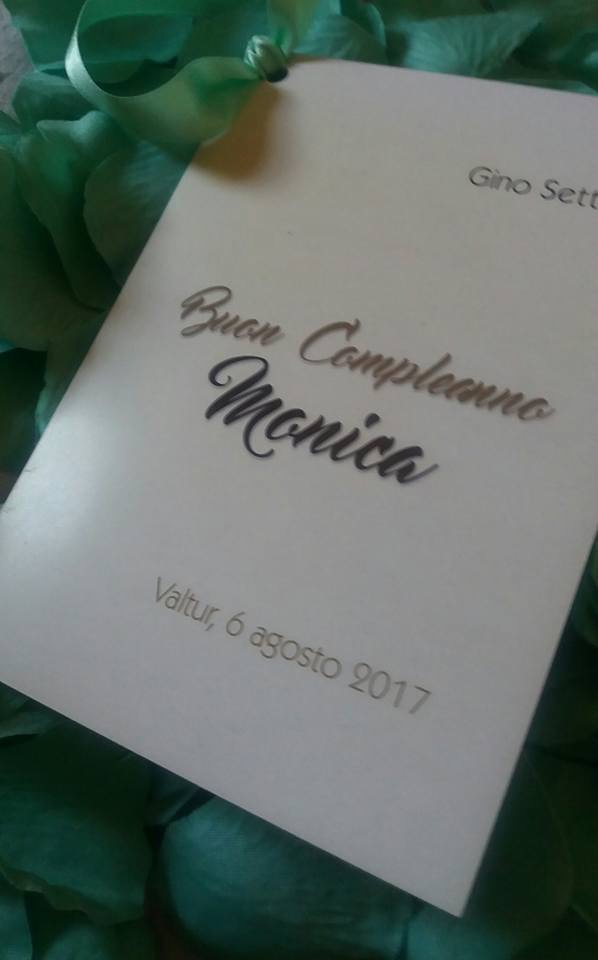 Gino Sett
Buon Compleanno
Monica
Valtur, 6 agosto 2017